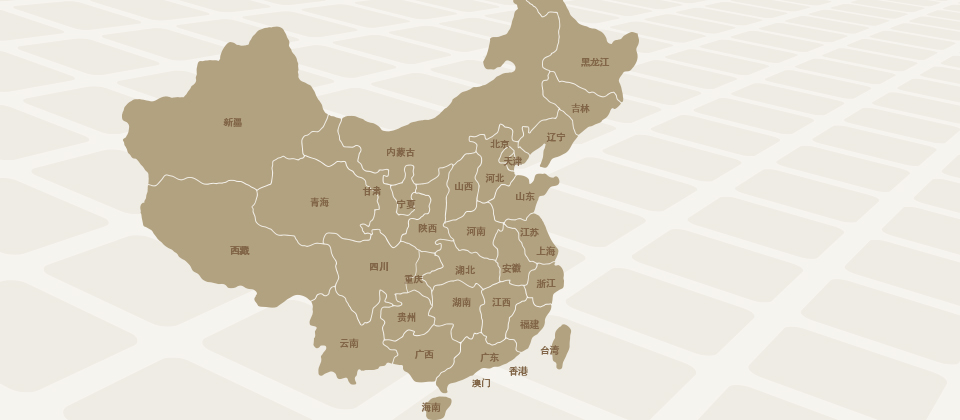 黑龙江
吉林
新疆
辽宁
北京
内蒙古
天津
河北
山西
甘肃
山东
青海
宁夏
陕西
河南
江苏
西藏
上海
四川
安徽
湖北
重庆
浙江
湖南
江西
贵州
福建
云南
台湾
广西
广东
香港
澳门
海南